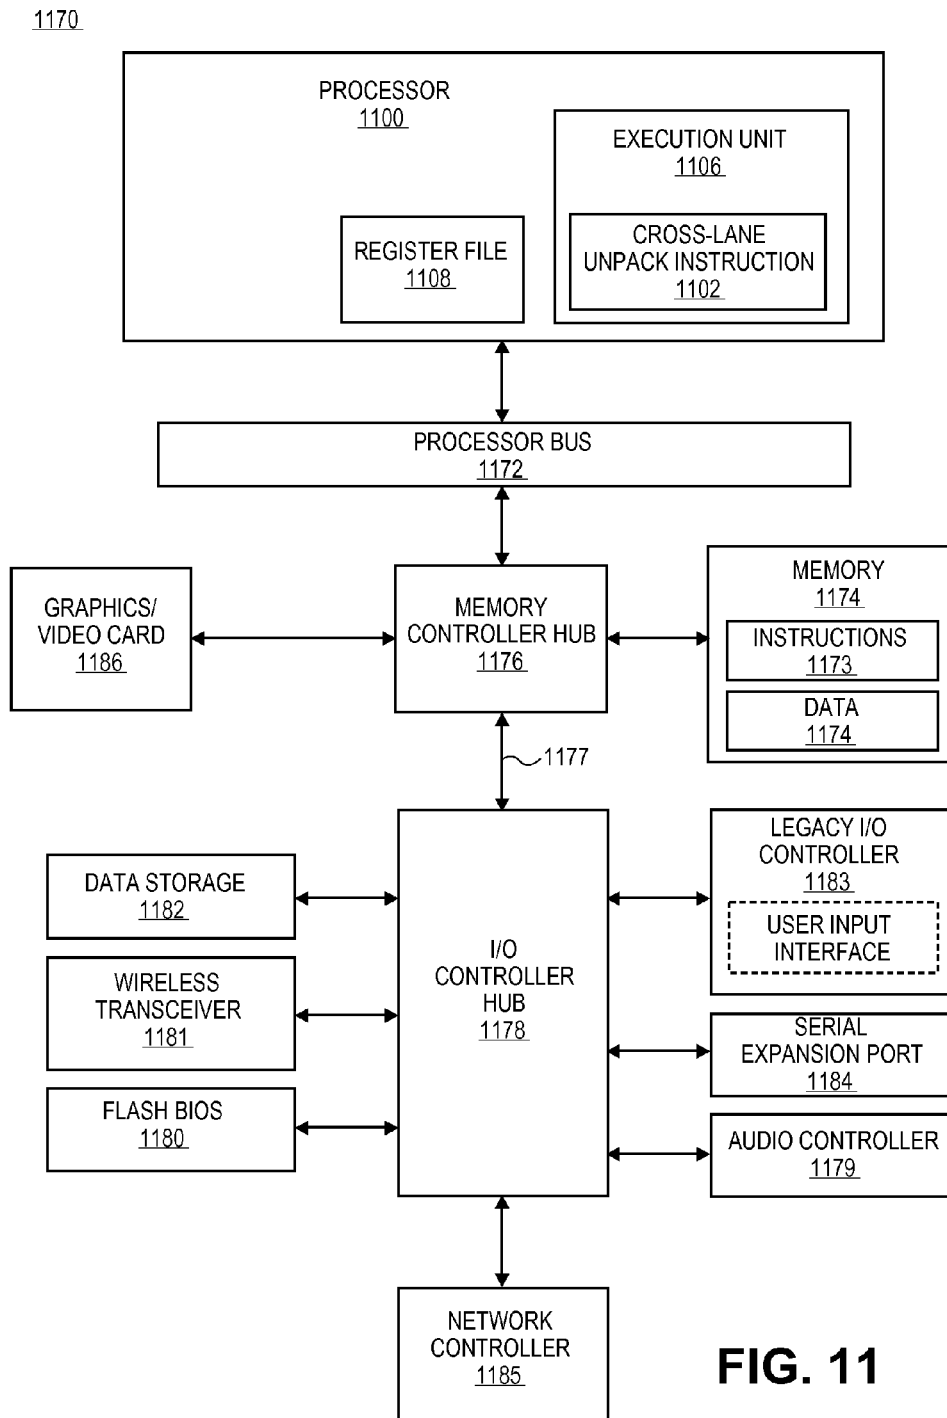 1170
PROCESSOR
1100
EXECUTION UNIT
1106
REGISTER FILE
1108
CROSS-LANE
UNPACK INSTRUCTION
1102
PROCESSOR BUS
1172
GRAPHICS/
VIDEO CARD
1186
MEMORY
CONTROLLER HUB
1176
MEMORY
1174
INSTRUCTIONS
1173
DATA
1174
1177
DATA STORAGE
1182
WIRELESS
TRANSCEIVER
1181
FLASH BIOS
1180
I/O
CONTROLLER
HUB
1178
LEGACY I/O
CONTROLLER
1183
USER INPUT
INTERFACE
SERIAL
EXPANSION PORT
1184
AUDIO CONTROLLER
1179
NETWORK
CONTROLLER
1185
FIG. 11